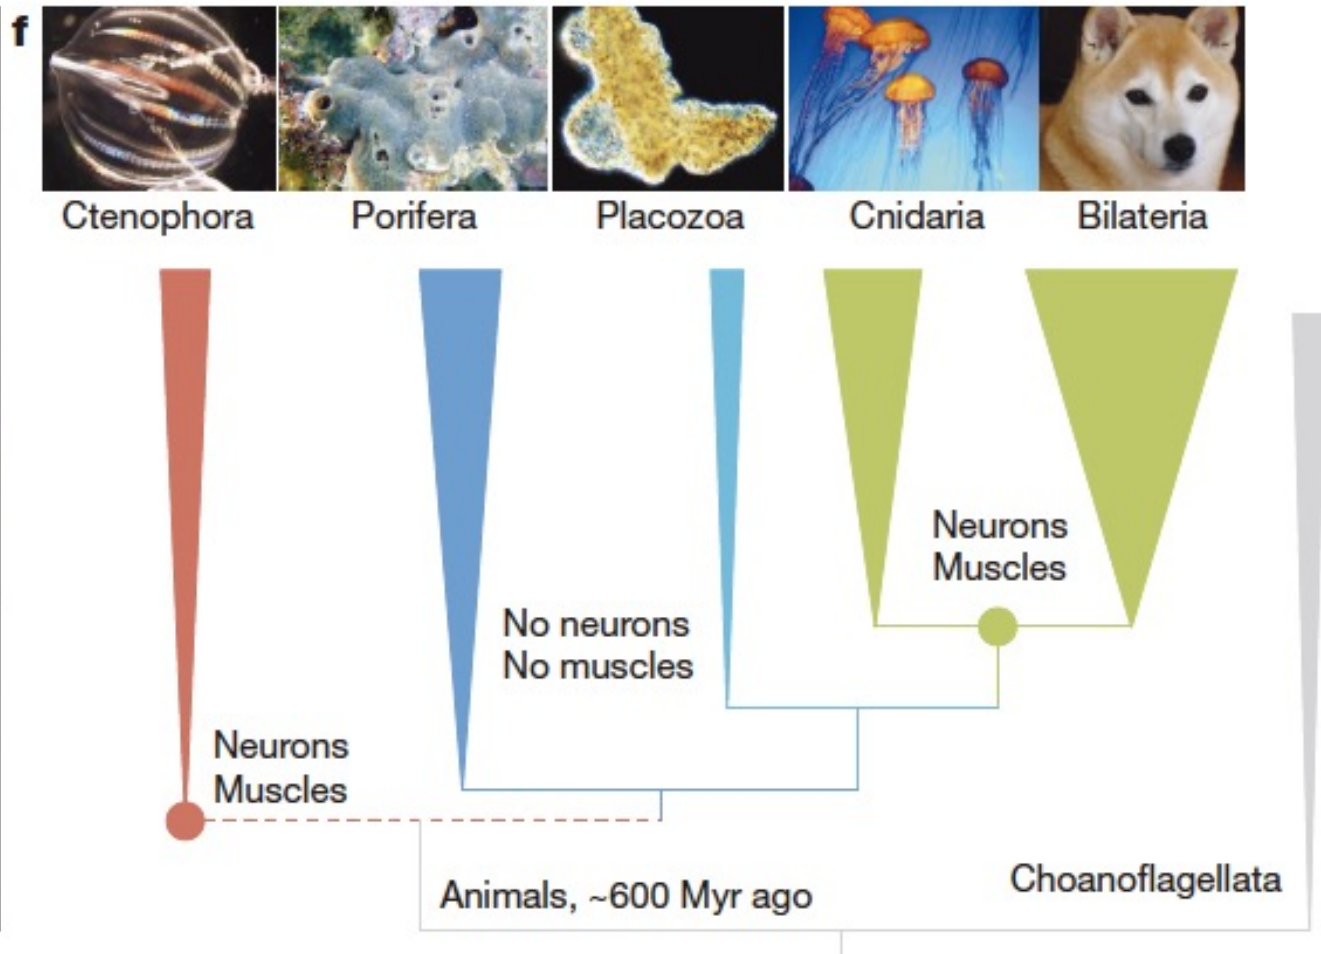 f
Ctenophora
Porifera
Placozoa
Cnidaria
Bilateria
Neurons
Muscles
No neurons
No muscles
Neurons
Muscles
Choanoflagellata
Animals, ~600 Myr ago